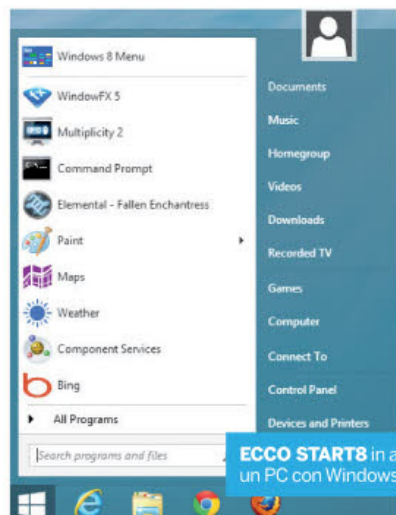 Windows 8 Menu
WindowFX 5
Multiplicity 2
Command Prompt
Elemental - Fallen Enchantress
Paint
Maps
Weather
Component Services
Bing
All Programs
Search programs and files
Documents
Music
Homegroup
Videos
Downloads
Recorded TV
Games
Computer
Connect To
Control Panel
Devices and Printers
ECCO START8 in a
un PC con Windows